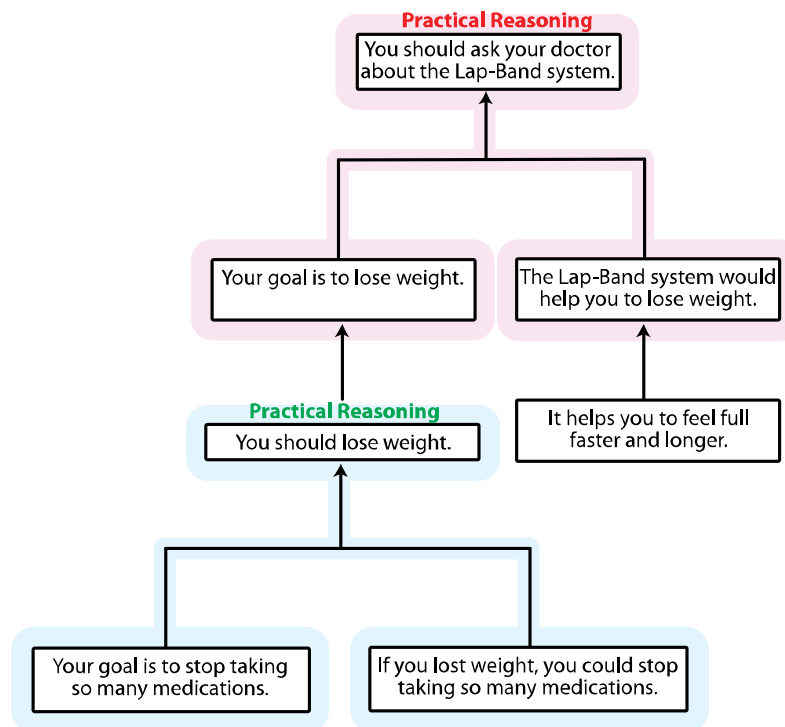 Practical Reasoning
You should ask your doctor
about the Lap-Band system.
Your goal is to lose weight.
The Lap-Band system would
help you to lose weight.
Practical Reasoning
You should lose weight.
It helps you to feel full
faster and longer.
Your goal is to stop taking
so many medications.
If you lost weight, you could stop
taking so many medications.